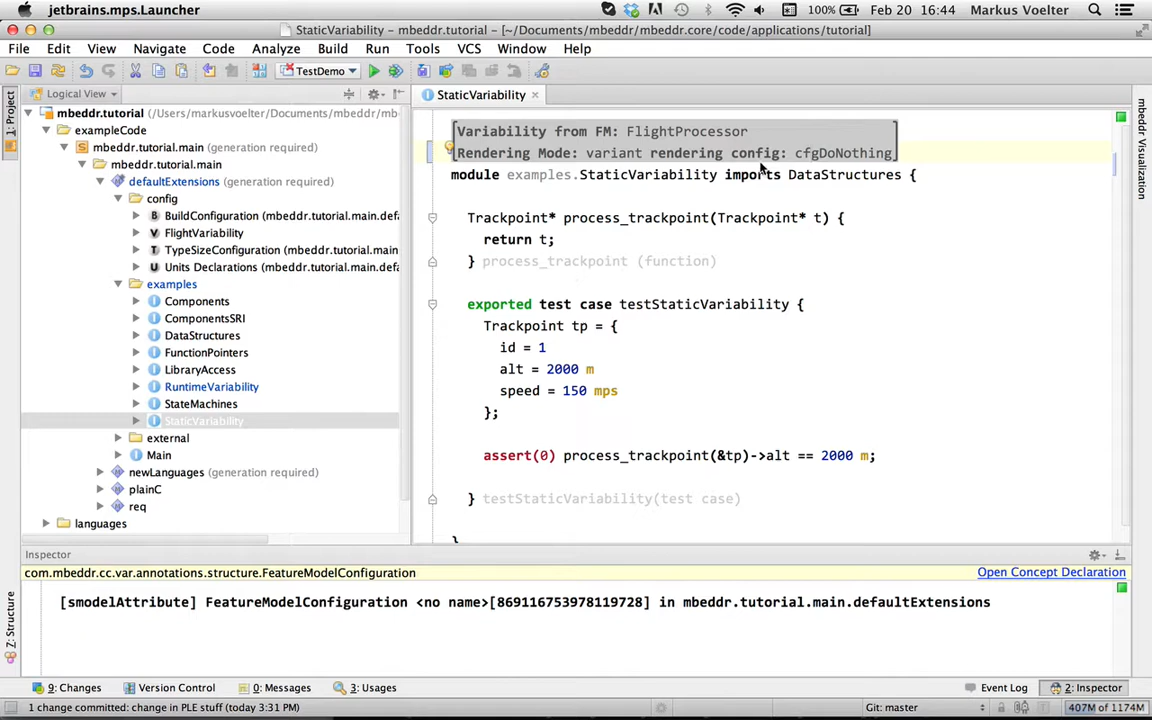 jetbrains.mps.Launcher
100%
Feb 20 16:44
Markus Voelter
StaticVariability - mbeddr.tutorial - [~/Documents/mbeddr/mbeddr.core/code/applications/tutorial]
File Edit View Navigate Code Analyze Build Run Tools VCS Window Help
TestDemo
Logical View
StaticVariability
1: Project
mbeddr.tutorial (/Users/markusvoelter/Documents/mbeddr/mb
exampleCode
mbeddr.tutorial.main (generation required)
mbeddr.tutorial.main
defaultExtensions
config
BuildConfiguration (mbeddr.tutorial.main.defa
FlightVariability
TypeSizeConfiguration (mbeddr.tutorial.main
Units Declarations (mbeddr.tutorial.main.defa
examples
Components
ComponentsSRI
DataStructures
FunctionPointers
LibraryAccess
RuntimeVariability
StateMachines
StaticVariability
external
Main
newLanguages (generation required)
plainC
req
languages
Variability from FM: FlightProcessor
Rendering Mode: variant rendering config: cfgDoNothing
module examples.StaticVariability imports DataStructures {
Trackpoint* process_trackpoint(Trackpoint* t) {
return t;
} process_trackpoint (function)
exported test case testStaticVariability {
Trackpoint tp = {
id = 1
alt = 2000 m
speed = 150 mps
};
assert(0) process_trackpoint(&tp)->alt == 2000 m;
} testStaticVariability(test case)
}
mbeddr Visualization
Inspector
com.mbeddr.cc.var.annotations.structure.FeatureModelConfiguration
Open Concept Declaration
[smodelAttribute] FeatureModelConfiguration <no name>[869116753978119728] in mbeddr.tutorial.main.defaultExtensions
Z: Structure
9: Changes
Version Control
0: Messages
3: Usages
Event Log
2: Inspector
1 change committed: change in PLE stuff (today 3:31 PM)
Git: master
407M of 1174M